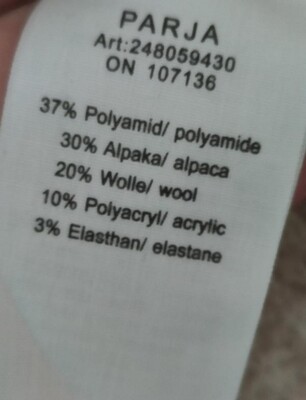 PARJA
Art:248059430
ON 107136
37% Polyamid/ polyamide
30% Alpaka/ alpaca
20% Wolle/ wool
10% Polyacryl/ acrylic
3% Elasthan/ elastane